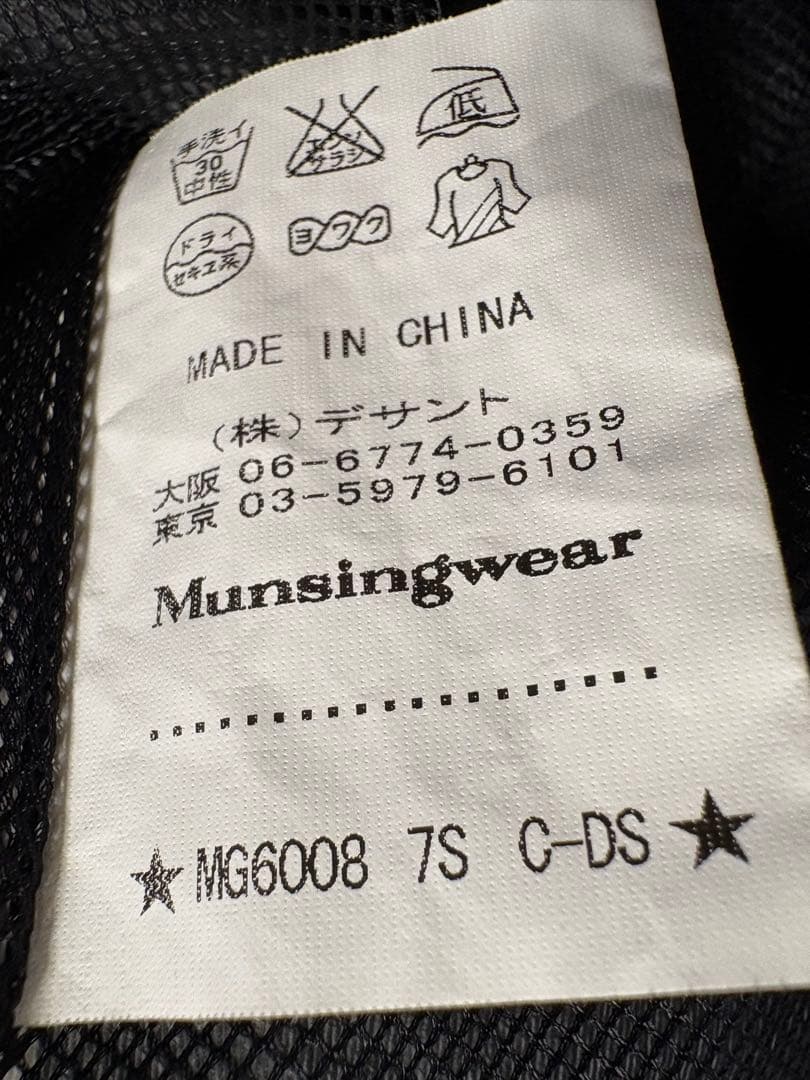 手洗イ
30
中性
エンソ
サラシ
低
ドライ
セキユ系
ヨワク
MADE IN CHINA
(株)デサント
大阪 06-6774-0359
東京 03-5979-6101
Munsingwear
★MG6008 7S C-DS★